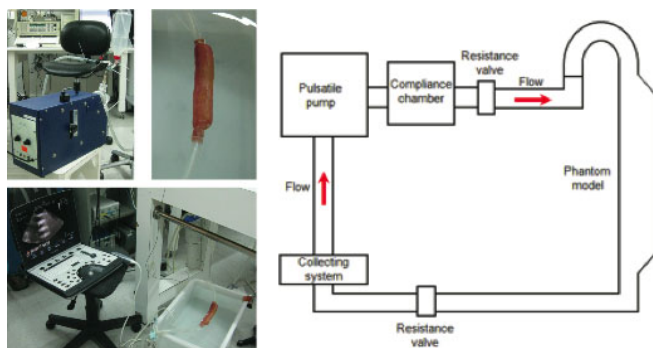 Pulsatile
pump
Compliance
chamber
Resistance
valve
Flow
Phantom
model
Flow
Collecting
system
Resistance
valve